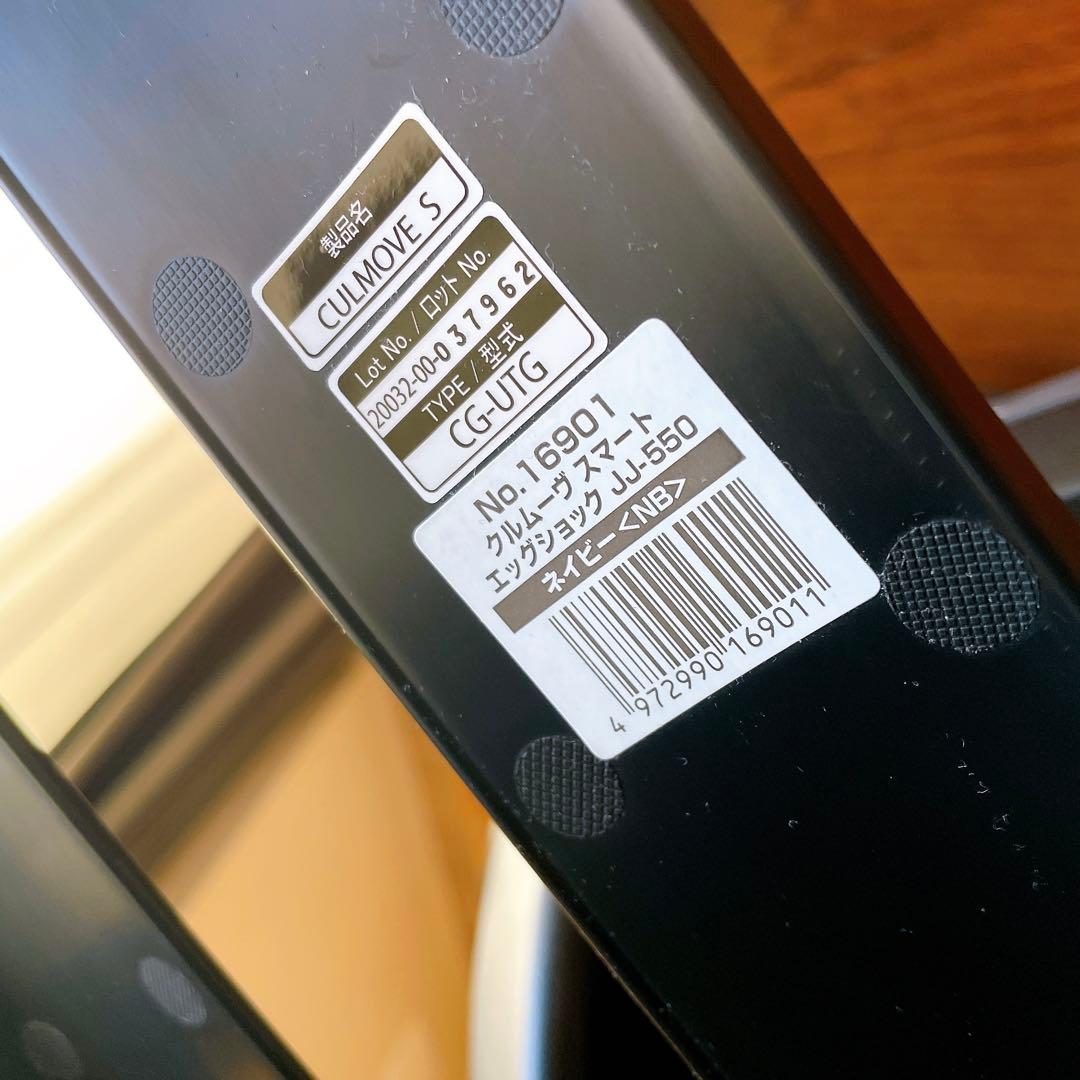 製品名
CULMOVE S
Lot No. / ロット No.
20032-00-037962
TYPE / 型式
CG-UTG
No.16901
クルムーヴ スマート
エッグショック JJ-550
ネイビー<NB>
4 972990 169011